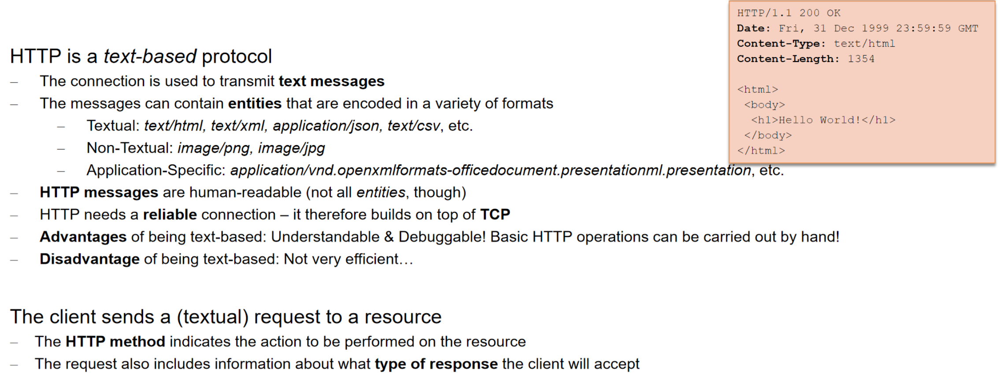 HTTP/1.1 200 OK
Date: Fri, 31 Dec 1999 23:59:59 GMT
Content-Type: text/html
Content-Length: 1354
<html>
<body>
<h1>Hello World!</h1>
</body>
</html>
HTTP is a text-based protocol
– The connection is used to transmit text messages
– The messages can contain entities that are encoded in a variety of formats
– Textual: text/html, text/xml, application/json, text/csv, etc.
– Non-Textual: image/png, image/jpg
– Application-Specific: application/vnd.openxmlformats-officedocument.presentationml.presentation, etc.
– HTTP messages are human-readable (not all entities, though)
– HTTP needs a reliable connection – it therefore builds on top of TCP
– Advantages of being text-based: Understandable & Debuggable! Basic HTTP operations can be carried out by hand!
– Disadvantage of being text-based: Not very efficient…
The client sends a (textual) request to a resource
– The HTTP method indicates the action to be performed on the resource
– The request also includes information about what type of response the client will accept